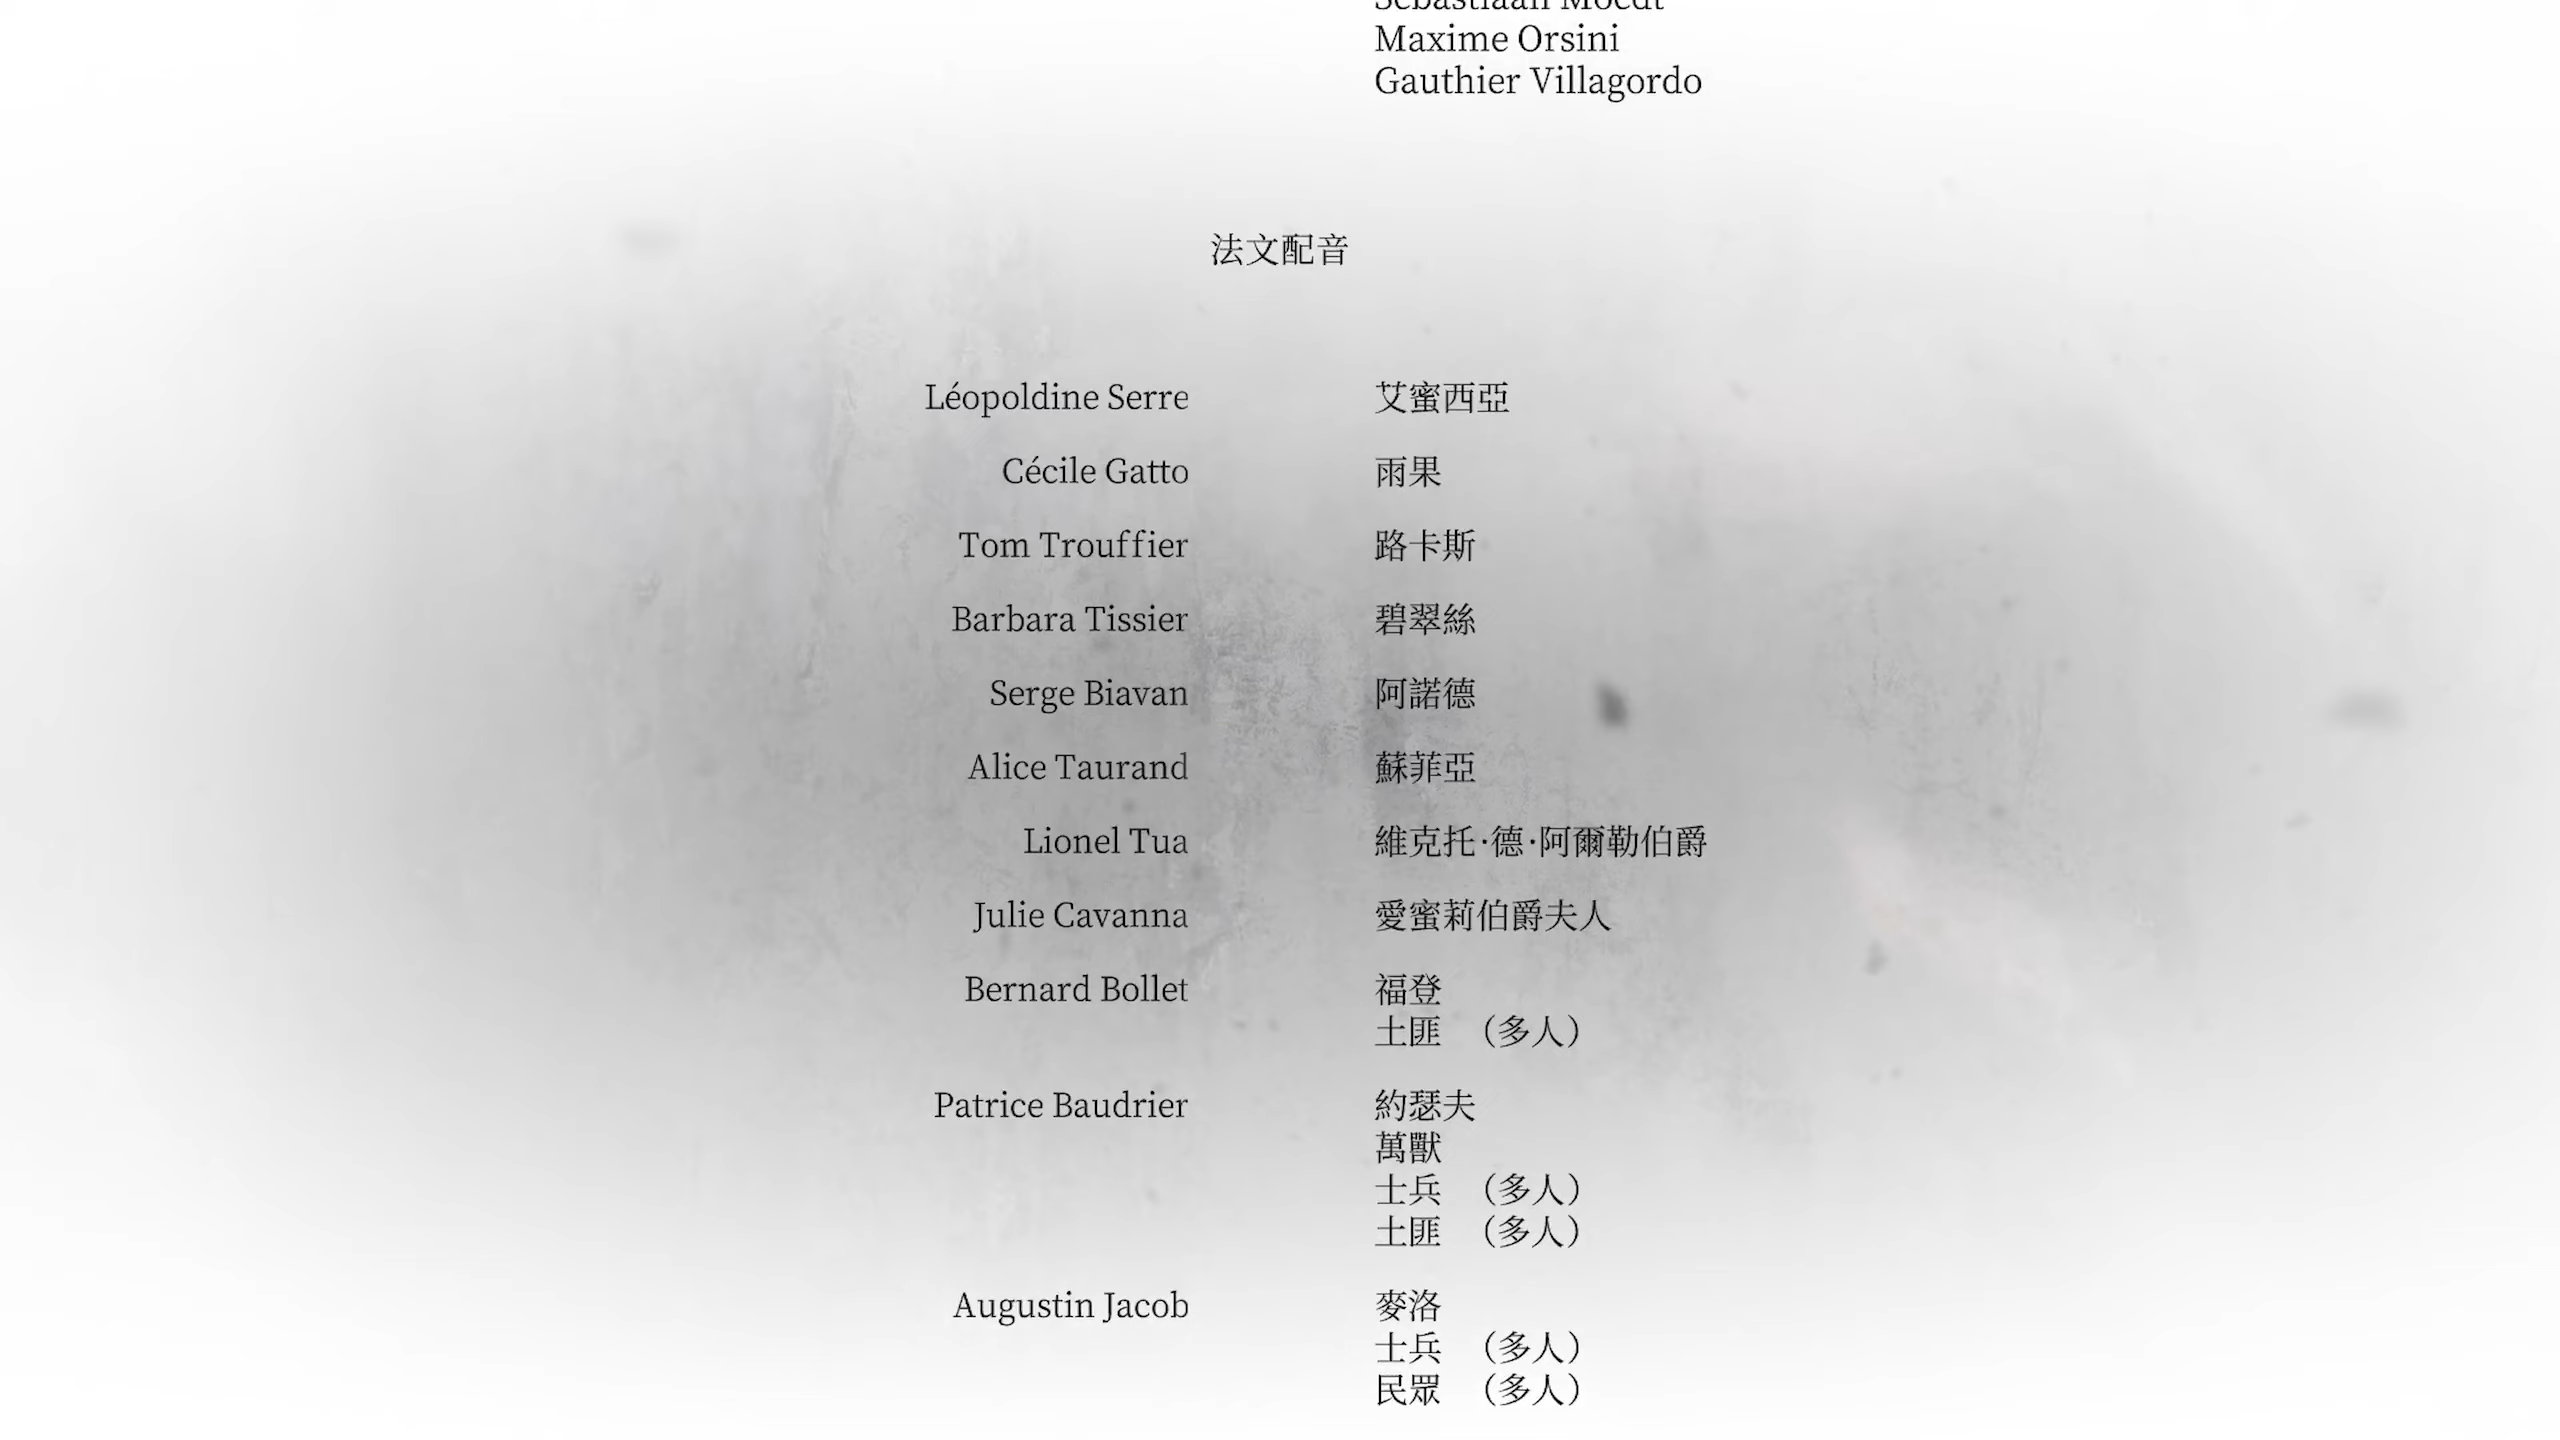 Maxime Orsini
Gauthier Villagordo
法文配音
Léopoldine Serre 艾蜜西亞
Cécile Gatto 雨果
Tom Trouffier 路卡斯
Barbara Tissier 碧翠絲
Serge Biavan 阿諾德
Alice Taurand 蘇菲亞
Lionel Tua 維克托·德·阿爾勒伯爵
Julie Cavanna 愛蜜莉伯爵夫人
Bernard Bollet 福登
土匪 （多人）
Patrice Baudrier 約瑟夫
萬獸
士兵 （多人）
土匪 （多人）
Augustin Jacob 麥洛
士兵 （多人）
民眾 （多人）